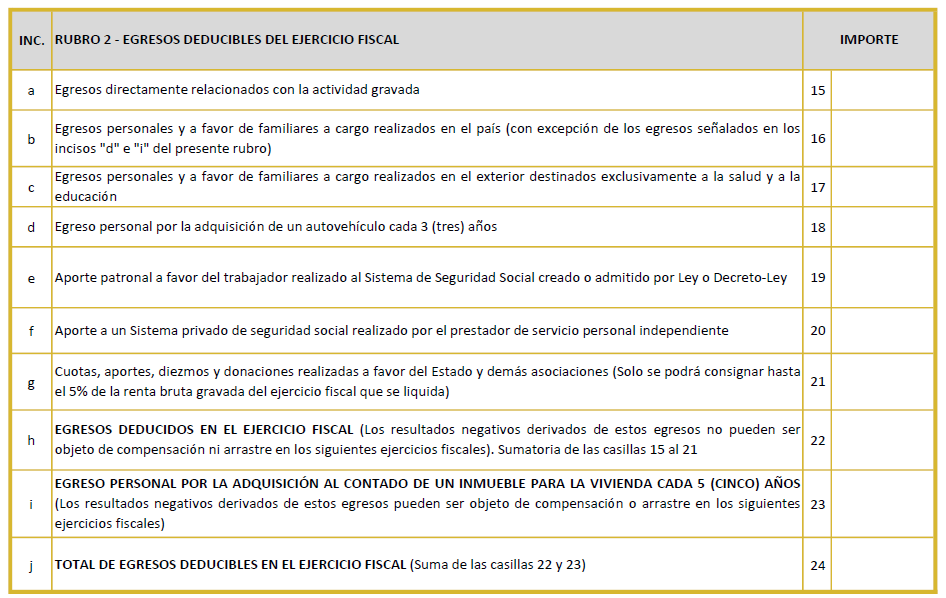 INC. RUBRO 2 - EGRESOS DEDUCIBLES DEL EJERCICIO FISCAL IMPORTE
a Egresos directamente relacionados con la actividad gravada 15
b Egresos personales y a favor de familiares a cargo realizados en el país (con excepción de los egresos señalados en los
incisos "d" e "i" del presente rubro) 16
c Egresos personales y a favor de familiares a cargo realizados en el exterior destinados exclusivamente a la salud y a la
educación 17
d Egreso personal por la adquisición de un autovehículo cada 3 (tres) años 18
e Aporte patronal a favor del trabajador realizado al Sistema de Seguridad Social creado o admitido por Ley o Decreto-Ley 19
f Aporte a un Sistema privado de seguridad social realizado por el prestador de servicio personal independiente 20
g Cuotas, aportes, diezmos y donaciones realizadas a favor del Estado y demás asociaciones (Solo se podrá consignar hasta
el 5% de la renta bruta gravada del ejercicio fiscal que se liquida) 21
h EGRESOS DEDUCIDOS EN EL EJERCICIO FISCAL (Los resultados negativos derivados de estos egresos no pueden ser
objeto de compensación ni arrastre en los siguientes ejercicios fiscales). Sumatoria de las casillas 15 al 21 22
i EGRESO PERSONAL POR LA ADQUISICIÓN AL CONTADO DE UN INMUEBLE PARA LA VIVIENDA CADA 5 (CINCO) AÑOS
(Los resultados negativos derivados de estos egresos pueden ser objeto de compensación o arrastre en los siguientes
ejercicios fiscales) 23
j TOTAL DE EGRESOS DEDUCIBLES EN EL EJERCICIO FISCAL (Suma de las casillas 22 y 23) 24